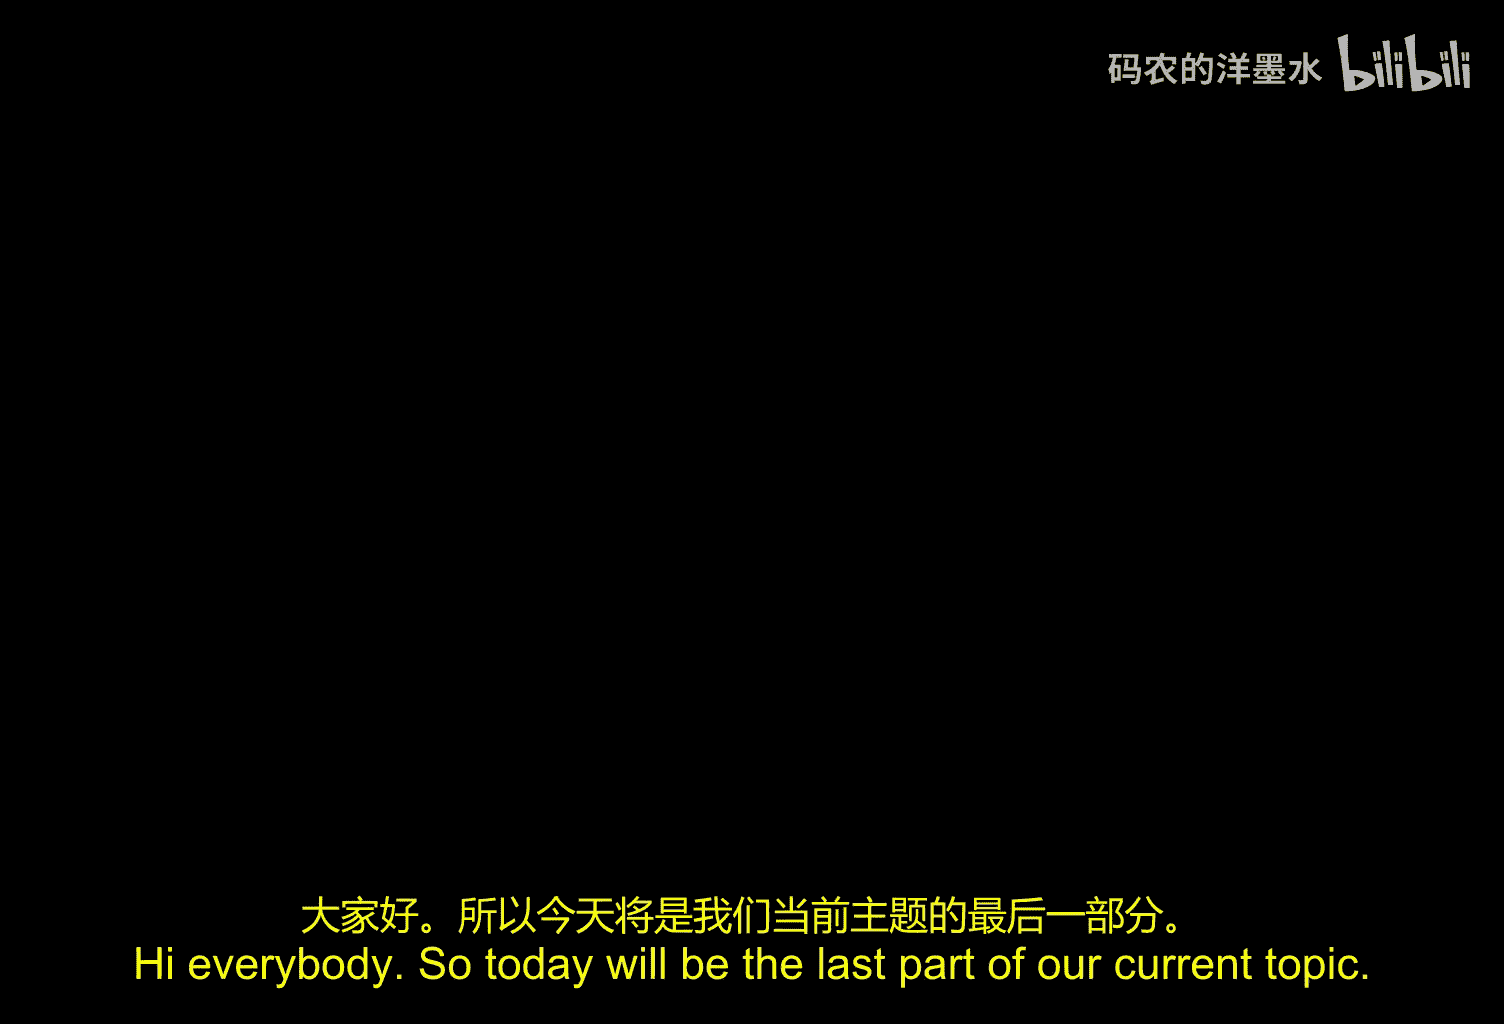 码农的洋墨水 bilibili
大家好。所以今天将是我们当前主题的最后一部分。
Hi everybody. So today will be the last part of our current topic.